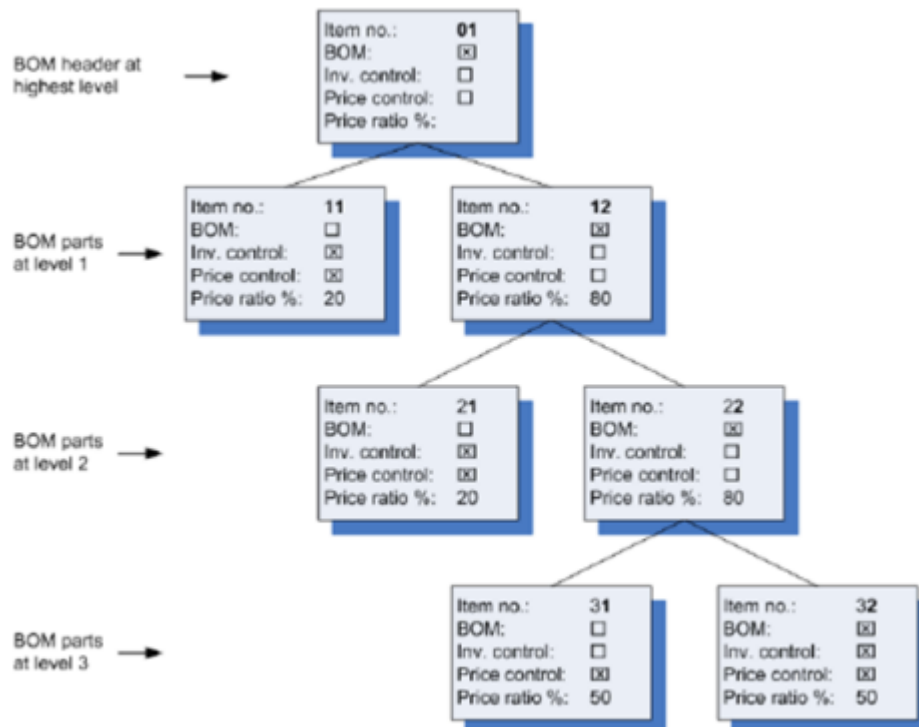 BOM header at
highest level
Item no.: 01
BOM: ☒
Inv. control: ☐
Price control: ☐
Price ratio %:
BOM parts
at level 1
Item no.: 11
BOM: ☐
Inv. control: ☒
Price control: ☒
Price ratio %: 20
Item no.: 12
BOM: ☒
Inv. control: ☐
Price control: ☐
Price ratio %: 80
BOM parts
at level 2
Item no.: 21
BOM: ☐
Inv. control: ☒
Price control: ☒
Price ratio %: 20
Item no.: 22
BOM: ☒
Inv. control: ☐
Price control: ☐
Price ratio %: 80
BOM parts
at level 3
Item no.: 31
BOM: ☐
Inv. control: ☐
Price control: ☒
Price ratio %: 50
Item no.: 32
BOM: ☒
Inv. control: ☒
Price control: ☒
Price ratio %: 50